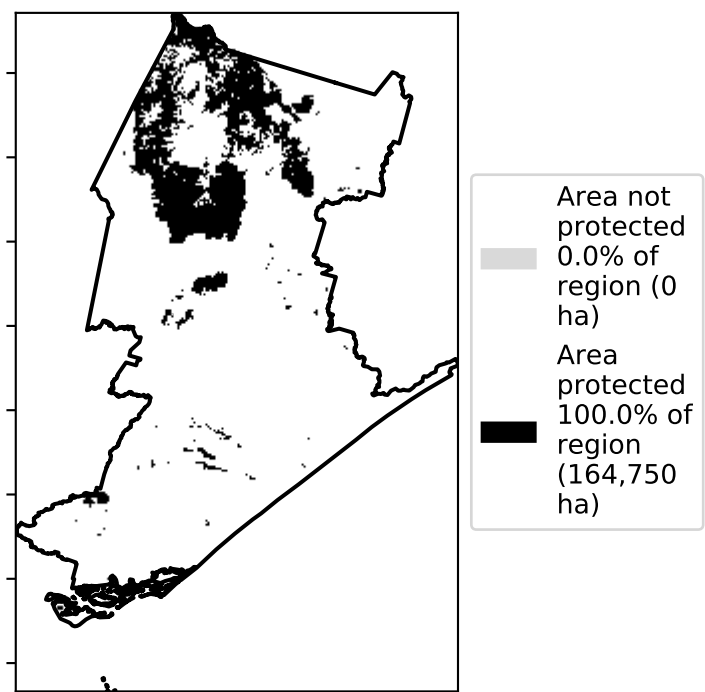 Area not
protected
0.0% of
region (0
ha)
Area
protected
100.0% of
region
(164,750
ha)